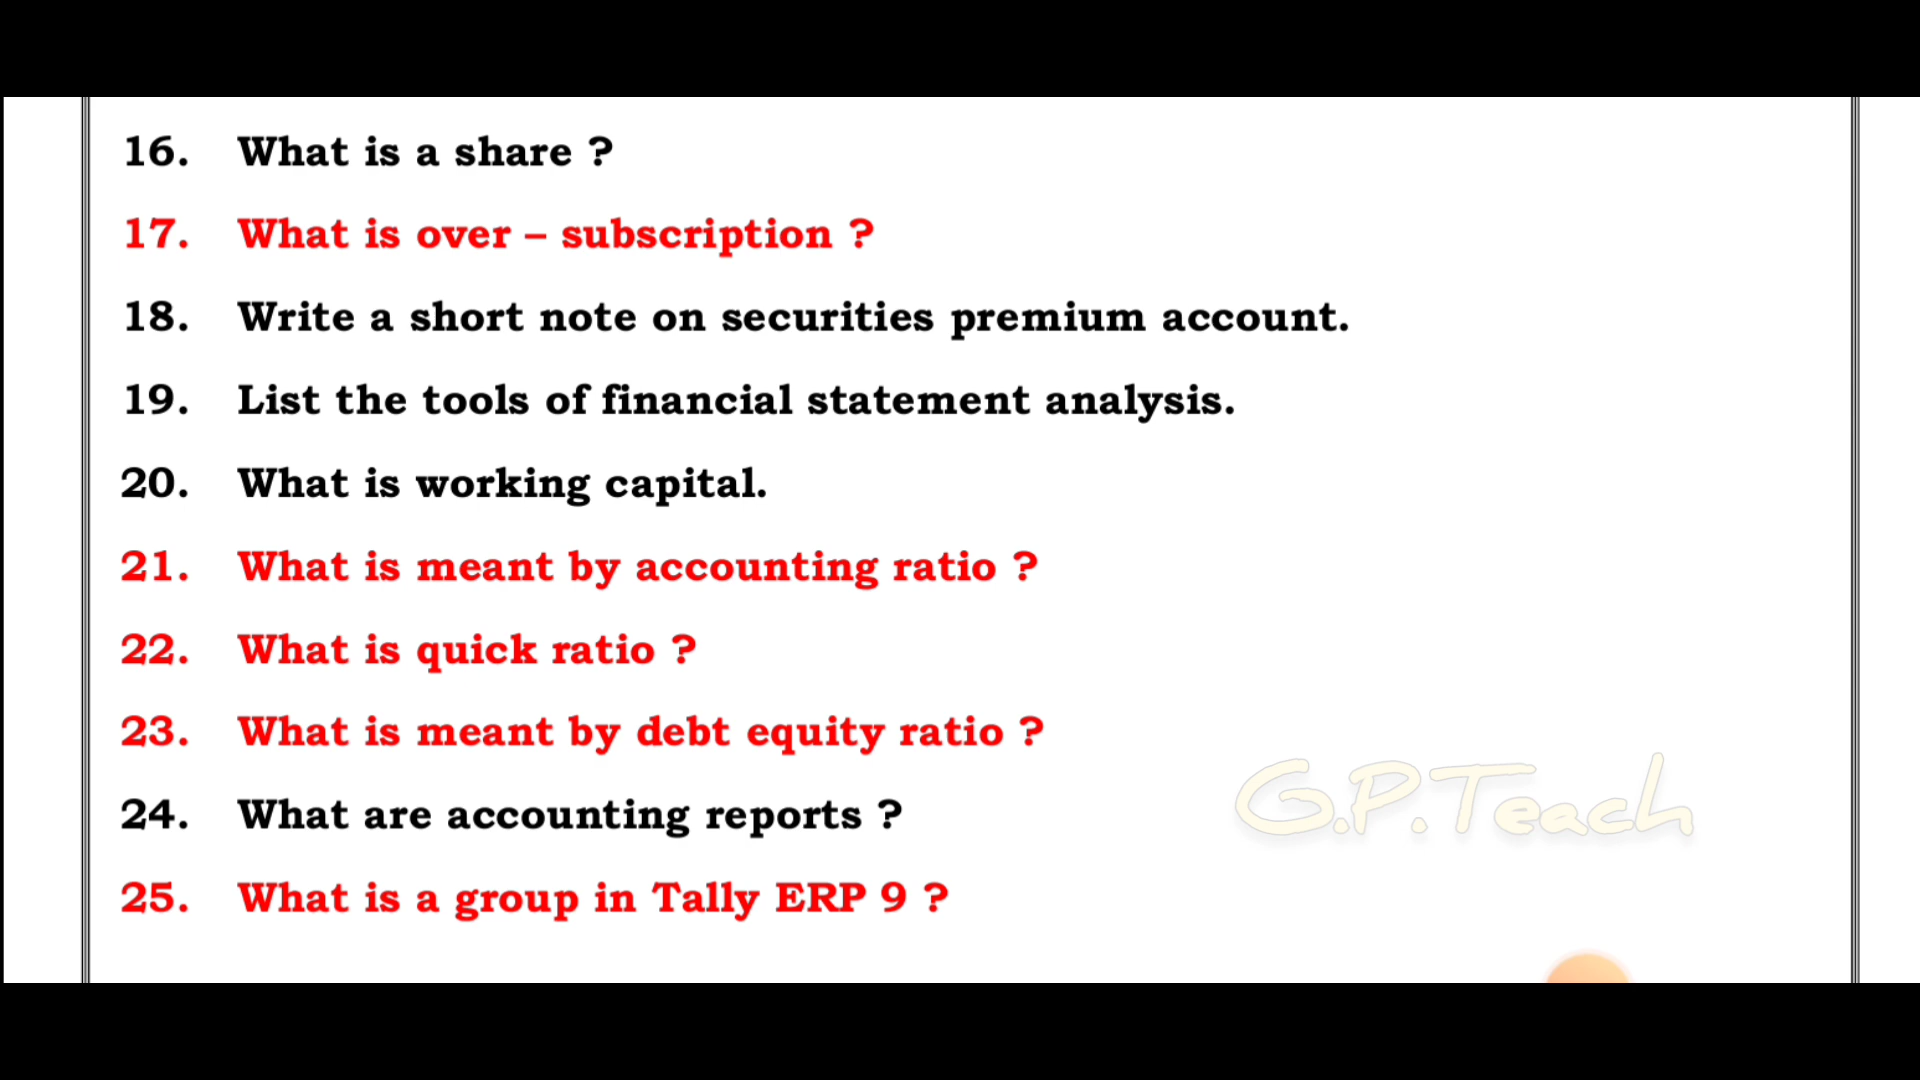 16. What is a share ?
17. What is over – subscription ?
18. Write a short note on securities premium account.
19. List the tools of financial statement analysis.
20. What is working capital.
21. What is meant by accounting ratio ?
22. What is quick ratio ?
23. What is meant by debt equity ratio ?
24. What are accounting reports ?
25. What is a group in Tally ERP 9 ?
G.P.Teach